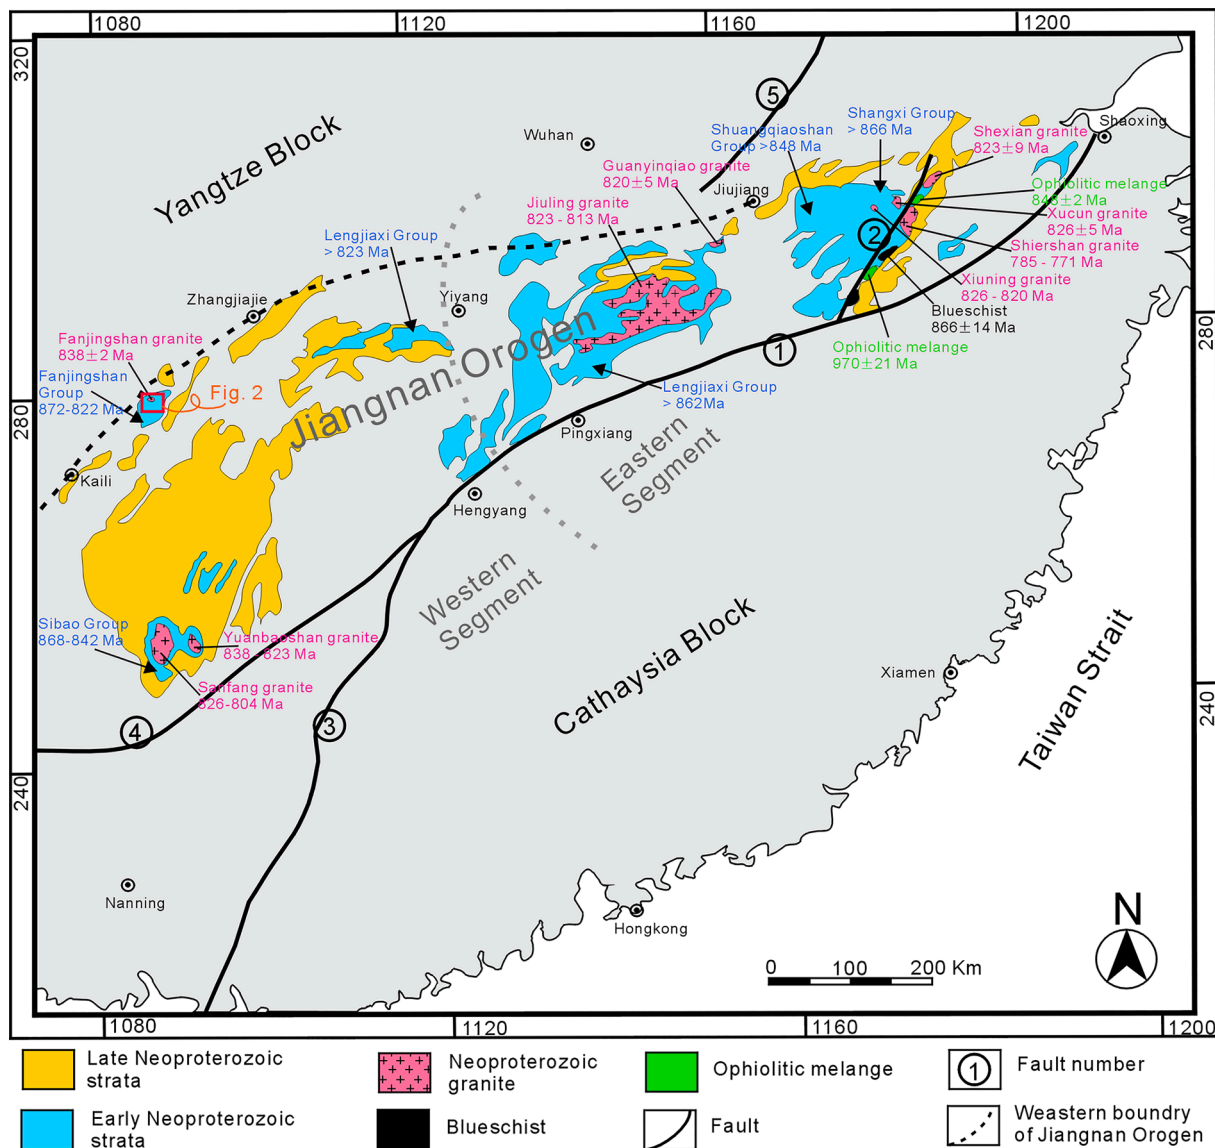 1080
1120
1160
1200
320
280
240
280
240
1080
1120
1160
1200
Yangtze Block
Wuhan
5
Shangxi Group
> 866 Ma
Shaoxing
Shuangqiaoshan
Group >848 Ma
Shexian granite
823±9 Ma
Guanyinqiao granite
820±5 Ma
Jiujiang
Ophiolitic melange
848±2 Ma
Jiuling granite
823 - 813 Ma
Xucun granite
826±5 Ma
Lengjiaxi Group
> 823 Ma
2
Shiershan granite
785 - 771 Ma
Xiuning granite
826 - 820 Ma
Zhangjiajie
Yiyang
Blueschist
866±14 Ma
Fanjingshan granite
838±2 Ma
1
Ophiolitic melange
970±21 Ma
Jiangnan Orogen
Fanjingshan
Group
872-822 Ma
Fig. 2
Lengjiaxi Group
> 862Ma
Pingxiang
Eastern
Segment
Kaili
Hengyang
Western
Segment
Sibao Group
868-842 Ma
Yuanbaoshan granite
838 - 823 Ma
Sanfang granite
826-804 Ma
Cathaysia Block
Xiamen
Taiwan Strait
4
3
Nanning
Hongkong
N
0 100 200 Km
Late Neoproterozoic
strata
Neoproterozoic
granite
Ophiolitic melange
1
Fault number
Early Neoproterozoic
strata
Blueschist
Fault
Weastern boundry
of Jiangnan Orogen